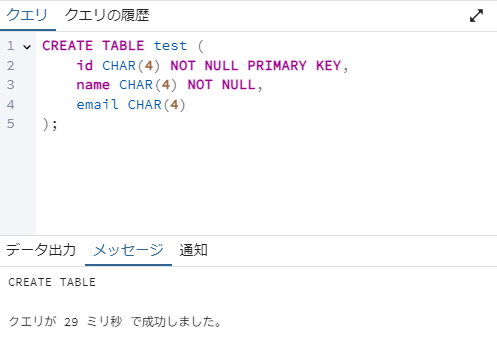 クエリ クエリの履歴
1 CREATE TABLE test (
2 id CHAR(4) NOT NULL PRIMARY KEY,
3 name CHAR(4) NOT NULL,
4 email CHAR(4)
5 );
データ出力 メッセージ 通知
CREATE TABLE
クエリが 29 ミリ秒 で成功しました。